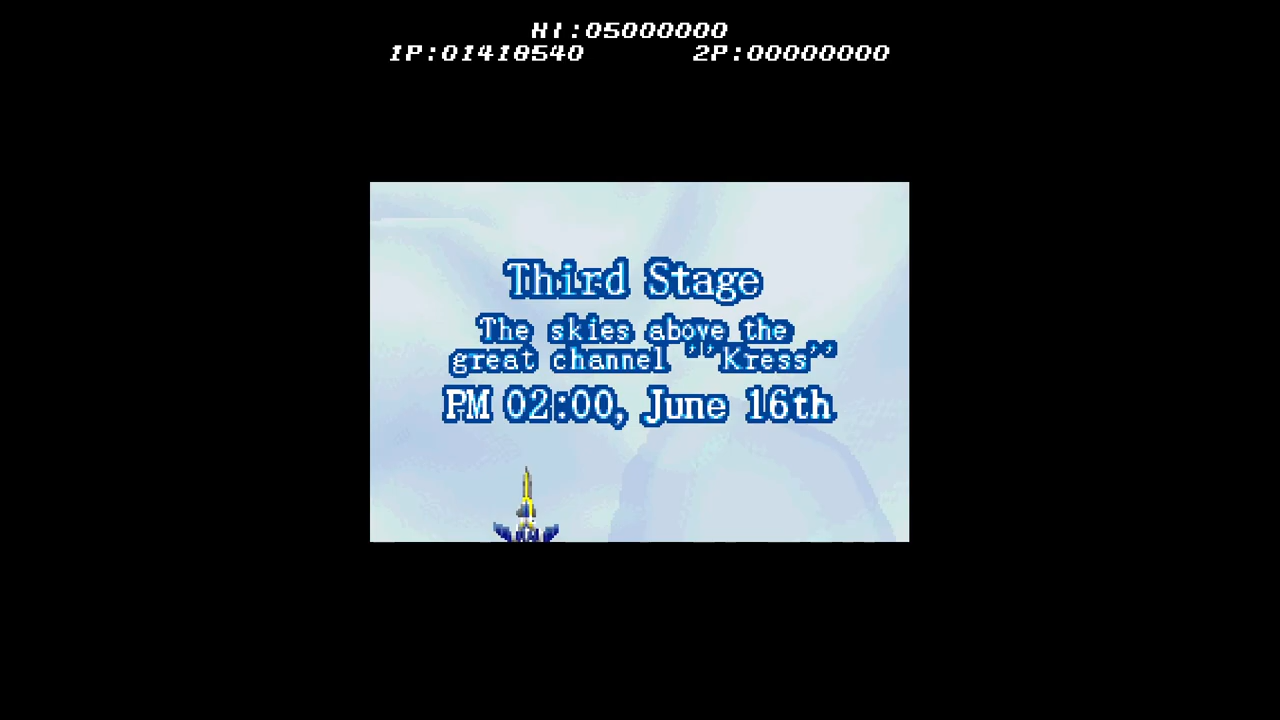 HI:05000000
1P:01418540 2P:00000000
Third Stage
The skies above the
great channel ''Kress''
PM 02:00, June 16th